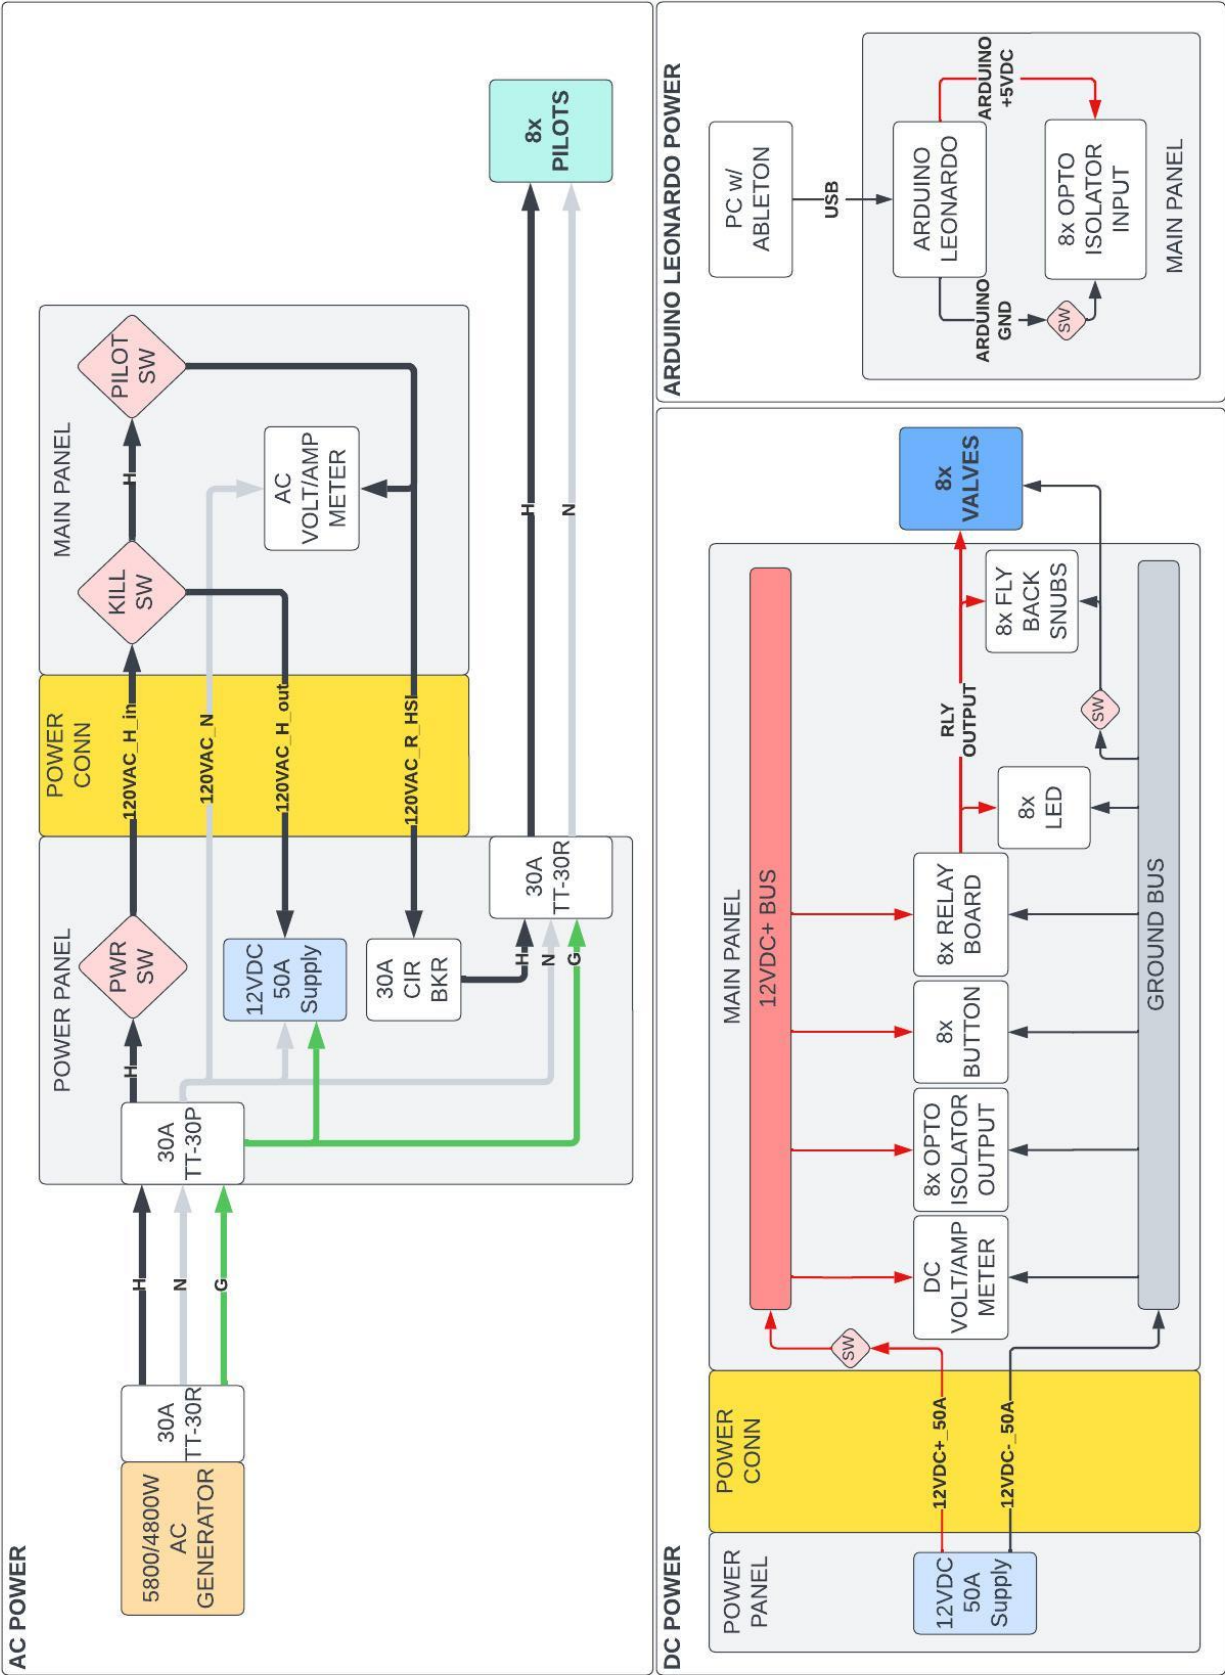 AC POWER
5800/4800W
AC
GENERATOR
30A
TT-30R
H
N
G
POWER PANEL
30A
TT-30P
H
PWR
SW
12VDC
50A
Supply
30A
CIR
BKR
H
N
G
30A
TT-30R
POWER
CONN
120VAC_H_in
120VAC_N
120VAC_H_out
120VAC_R_HSI
MAIN PANEL
KILL
SW
H
PILOT
SW
AC
VOLT/AMP
METER
H
N
8x
PILOTS
DC POWER
POWER
PANEL
12VDC
50A
Supply
POWER
CONN
12VDC+_50A
12VDC-_50A
MAIN PANEL
SW
12VDC+ BUS
DC
VOLT/AMP
METER
8x OPTO
ISOLATOR
OUTPUT
8x
BUTTON
8x RELAY
BOARD
8x
LED
RLY
OUTPUT
SW
8x FLY
BACK
SNUBS
GROUND BUS
8x
VALVES
ARDUINO LEONARDO POWER
PC w/
ABLETON
USB
ARDUINO
LEONARDO
ARDUINO
GND
SW
ARDUINO
+5VDC
8x OPTO
ISOLATOR
INPUT
MAIN PANEL